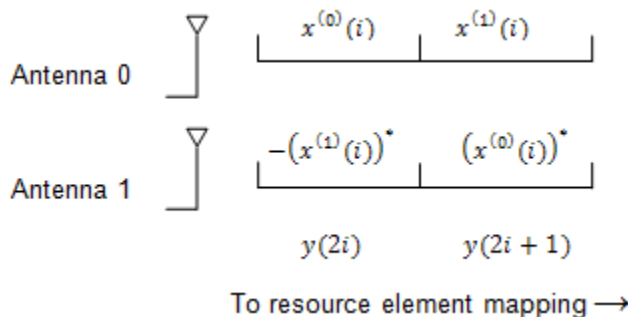 x⁽⁰⁾(i) x⁽¹⁾(i)
Antenna 0
−(x⁽¹⁾(i))* (x⁽⁰⁾(i))*
Antenna 1
y(2i) y(2i + 1)
To resource element mapping →